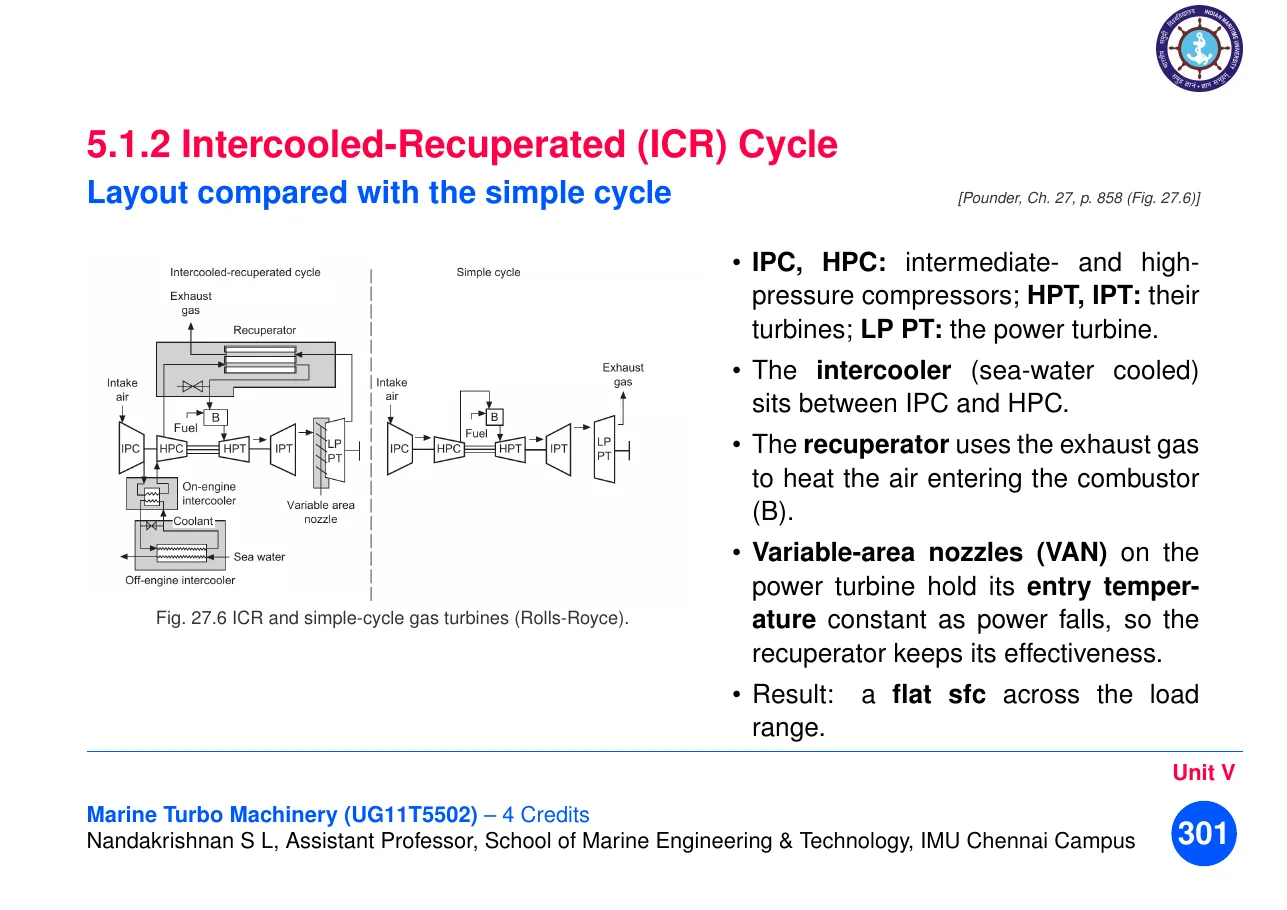 INDIAN MARITIME UNIVERSITY
5.1.2 Intercooled-Recuperated (ICR) Cycle
Layout compared with the simple cycle
[Pounder, Ch. 27, p. 858 (Fig. 27.6)]
Intercooled-recuperated cycle
Simple cycle
Exhaust
gas
Recuperator
Intake
air
B
Fuel
IPC
HPC
HPT
IPT
LP
PT
On-engine
intercooler
Variable area
nozzle
Coolant
Sea water
Off-engine intercooler
Intake
air
Exhaust
gas
B
Fuel
IPC
HPC
HPT
IPT
LP
PT
Fig. 27.6 ICR and simple-cycle gas turbines (Rolls-Royce).
• IPC, HPC: intermediate- and high-
pressure compressors; HPT, IPT: their
turbines; LP PT: the power turbine.
• The intercooler (sea-water cooled)
sits between IPC and HPC.
• The recuperator uses the exhaust gas
to heat the air entering the combustor
(B).
• Variable-area nozzles (VAN) on the
power turbine hold its entry temper-
ature constant as power falls, so the
recuperator keeps its effectiveness.
• Result: a flat sfc across the load
range.
Unit V
Marine Turbo Machinery (UG11T5502) – 4 Credits
Nandakrishnan S L, Assistant Professor, School of Marine Engineering & Technology, IMU Chennai Campus
301